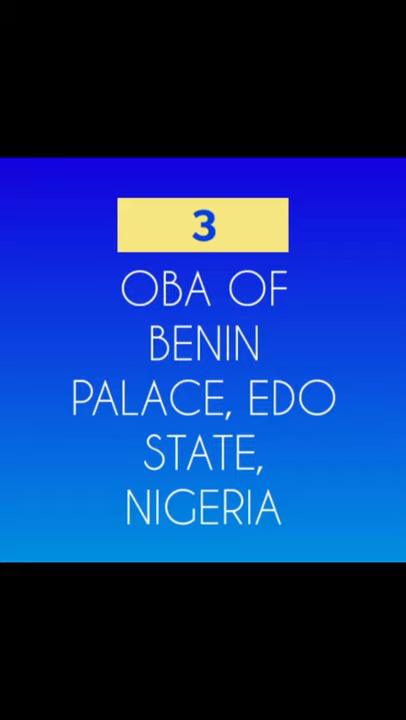 3
OBA OF
BENIN
PALACE, EDO
STATE,
NIGERIA